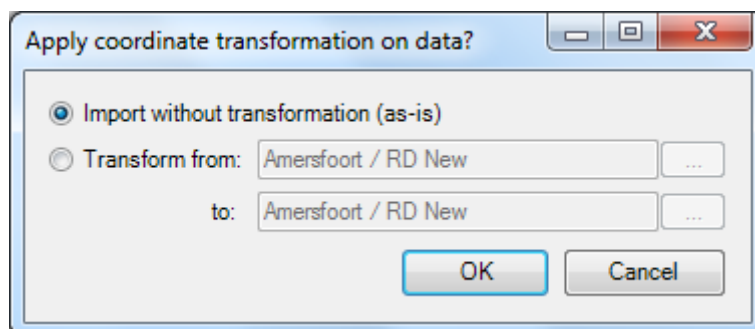 Apply coordinate transformation on data?
Import without transformation (as-is)
Transform from: Amersfoort / RD New ...
to: Amersfoort / RD New ...
OK Cancel